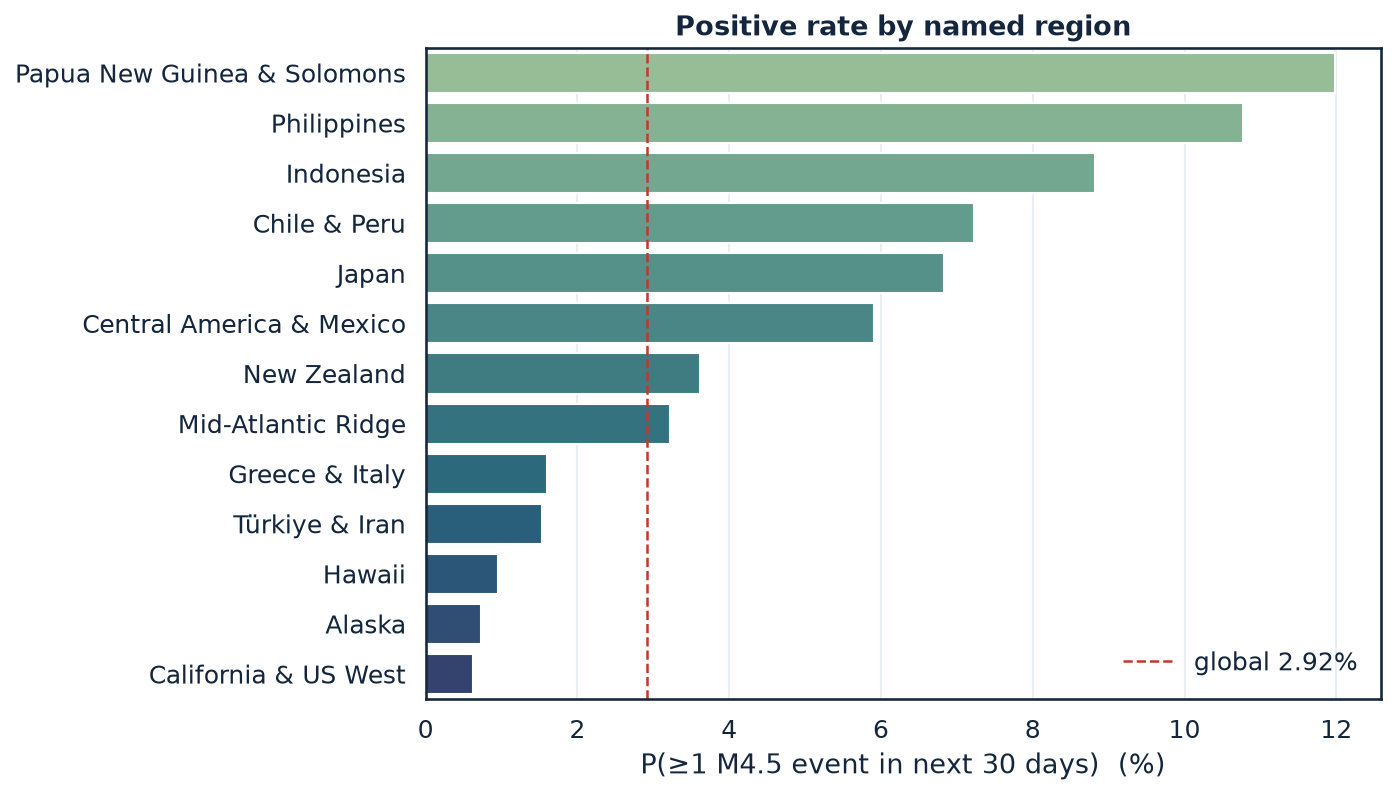 Positive rate by named region
Papua New Guinea & Solomons
Philippines
Indonesia
Chile & Peru
Japan
Central America & Mexico
New Zealand
Mid-Atlantic Ridge
Greece & Italy
Türkiye & Iran
Hawaii
Alaska
California & US West
global 2.92%
0 2 4 6 8 10 12
P(≥1 M4.5 event in next 30 days) (%)